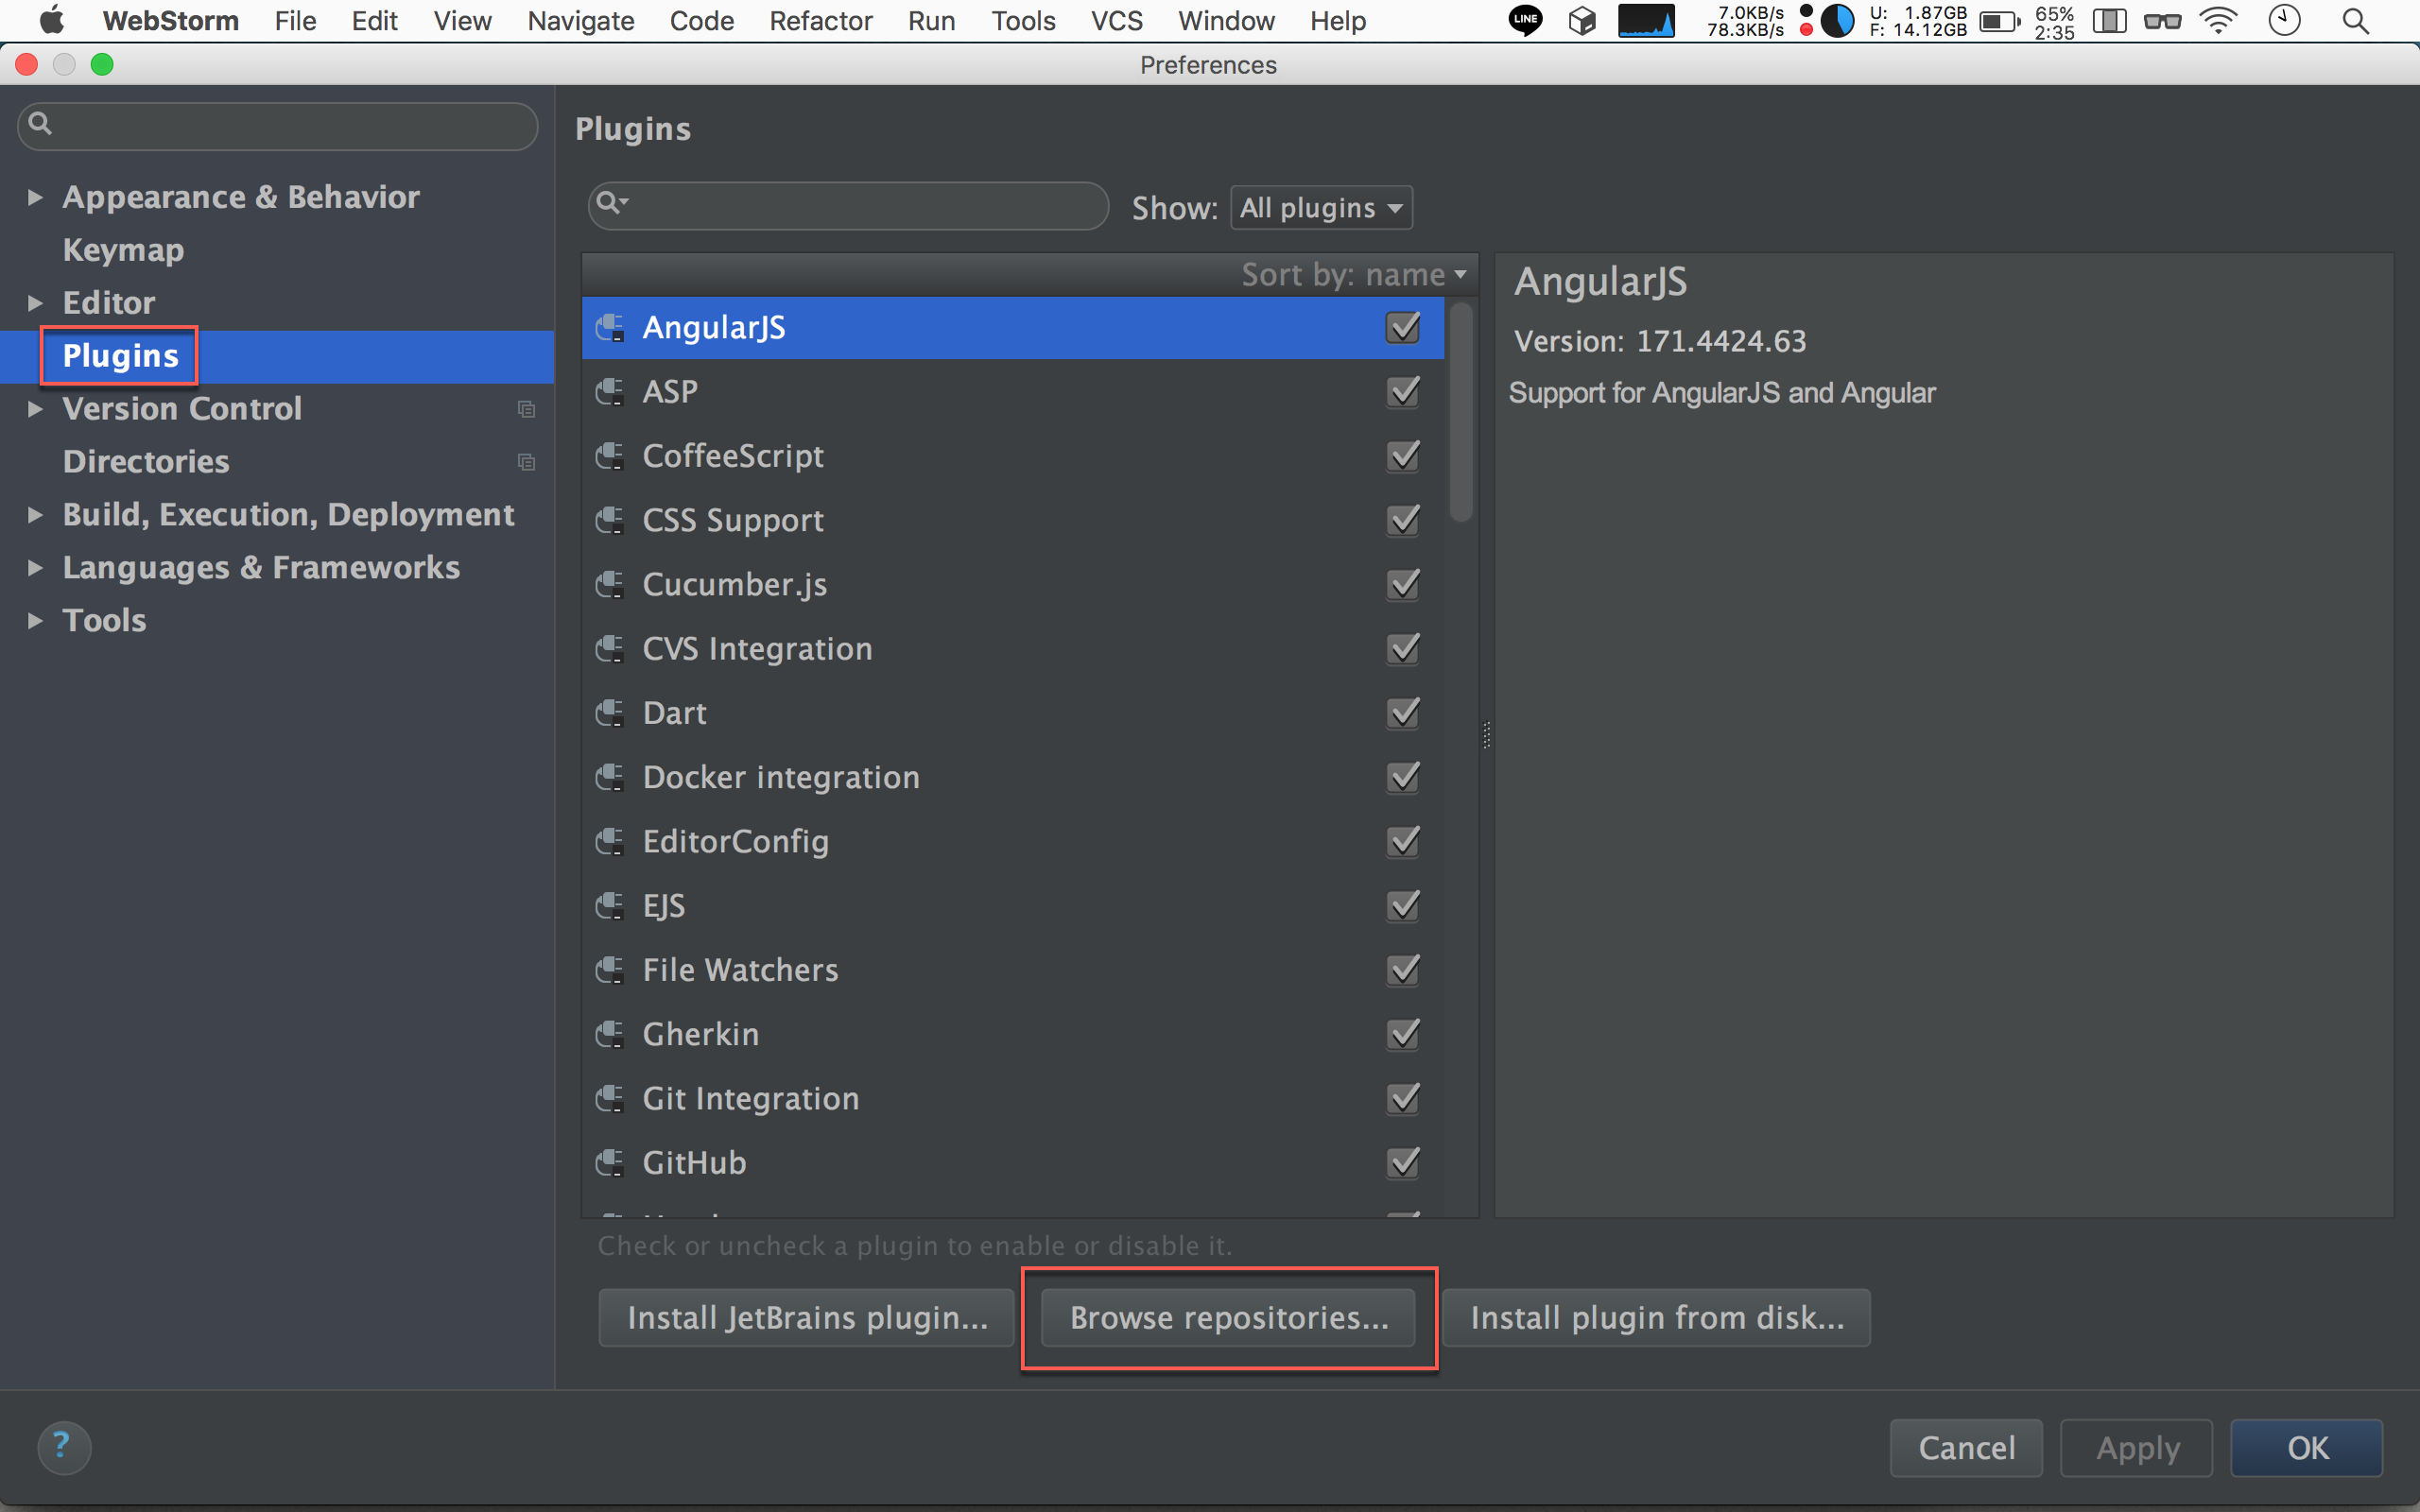 WebStorm File Edit View Navigate Code Refactor Run Tools VCS Window Help LINE 7.0KB/s 78.3KB/s U: 1.87GB F: 14.12GB 65% 2:35
Preferences
Appearance & Behavior
Keymap
Editor
Plugins
Version Control
Directories
Build, Execution, Deployment
Languages & Frameworks
Tools
Plugins
Show: All plugins
Sort by: name
AngularJS
ASP
CoffeeScript
CSS Support
Cucumber.js
CVS Integration
Dart
Docker integration
EditorConfig
EJS
File Watchers
Gherkin
Git Integration
GitHub
AngularJS
Version: 171.4424.63
Support for AngularJS and Angular
Check or uncheck a plugin to enable or disable it.
Install JetBrains plugin... Browse repositories... Install plugin from disk...
? Cancel Apply OK